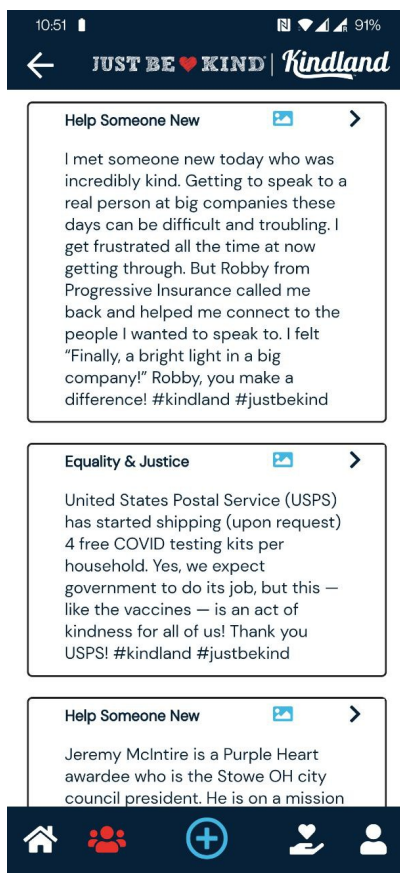 10:51
91%
JUST BE KIND | Kindland
Help Someone New
I met someone new today who was
incredibly kind. Getting to speak to a
real person at big companies these
days can be difficult and troubling. I
get frustrated all the time at now
getting through. But Robby from
Progressive Insurance called me
back and helped me connect to the
people I wanted to speak to. I felt
“Finally, a bright light in a big
company!” Robby, you make a
difference! #kindland #justbekind
Equality & Justice
United States Postal Service (USPS)
has started shipping (upon request)
4 free COVID testing kits per
household. Yes, we expect
government to do its job, but this —
like the vaccines — is an act of
kindness for all of us! Thank you
USPS! #kindland #justbekind
Help Someone New
Jeremy McIntire is a Purple Heart
awardee who is the Stowe OH city
council president. He is on a mission